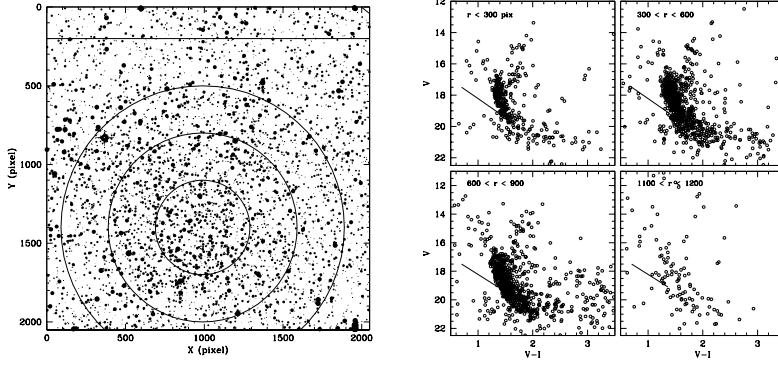 0
500
1000
1500
2000
Y (pixel)
0 500 1000 1500 2000
X (pixel)
12
14
16
18
20
22
V
r < 300 pix
300 < r < 600
12
14
16
18
20
22
V
600 < r < 900
1100 < r < 1200
1 2 3
V-I
1 2 3
V-I